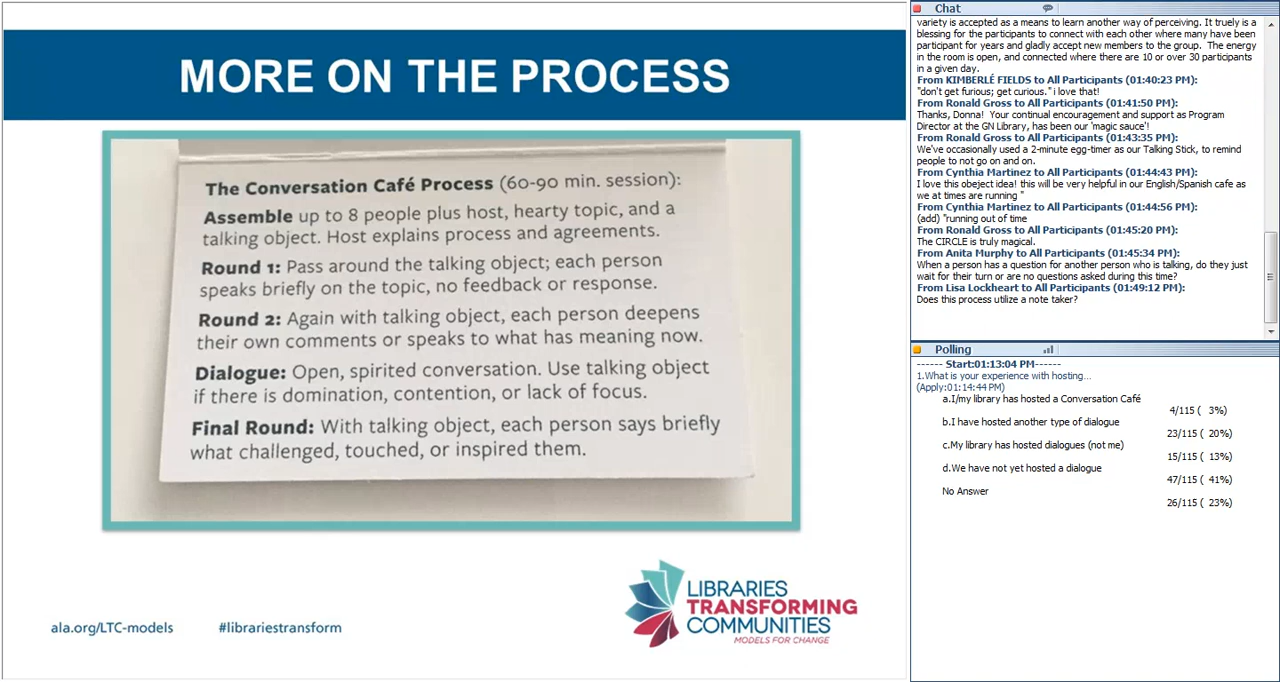 MORE ON THE PROCESS
The Conversation Café Process (60-90 min. session):
Assemble up to 8 people plus host, hearty topic, and a
talking object. Host explains process and agreements.
Round 1: Pass around the talking object; each person
speaks briefly on the topic, no feedback or response.
Round 2: Again with talking object, each person deepens
their own comments or speaks to what has meaning now.
Dialogue: Open, spirited conversation. Use talking object
if there is domination, contention, or lack of focus.
Final Round: With talking object, each person says briefly
what challenged, touched, or inspired them.
ala.org/LTC-models
#librariestransform
LIBRARIES
TRANSFORMING
COMMUNITIES
MODELS FOR CHANGE
Chat
variety is accepted as a means to learn another way of perceiving. It truely is a
blessing for the participants to connect with each other where many have been
participant for years and gladly accept new members to the group.  The energy
in the room is open, and connected where there are 10 or over 30 participants
in a given day.
From KIMBERLÉ FIELDS to All Participants (01:40:23 PM):
"don't get furious; get curious." i love that!
From Ronald Gross to All Participants (01:41:50 PM):
Thanks, Donna!  Your continual encouragement and support as Program
Director at the GN Library, has been our 'magic sauce'!
From Ronald Gross to All Participants (01:43:35 PM):
We've occasionally used a 2-minute egg-timer as our Talking Stick, to remind
people to not go on and on.
From Cynthia Martinez to All Participants (01:44:43 PM):
I love this obeject idea! this will be very helpful in our English/Spanish cafe as
we at times are running "
From Cynthia Martinez to All Participants (01:44:56 PM):
(add) "running out of time
From Ronald Gross to All Participants (01:45:20 PM):
The CIRCLE is truly magical.
From Anita Murphy to All Participants (01:45:34 PM):
When a person has a question for another person who is talking, do they just
wait for their turn or are no questions asked during this time?
From Lisa Lockheart to All Participants (01:49:12 PM):
Does this process utilize a note taker?
Polling
------ Start:01:13:04 PM------
1.What is your experience with hosting...
(Apply:01:14:44 PM)
a.I/my library has hosted a Conversation Café
4/115 (  3%)
b.I have hosted another type of dialogue
23/115 ( 20%)
c.My library has hosted dialogues (not me)
15/115 ( 13%)
d.We have not yet hosted a dialogue
47/115 ( 41%)
No Answer
26/115 ( 23%)